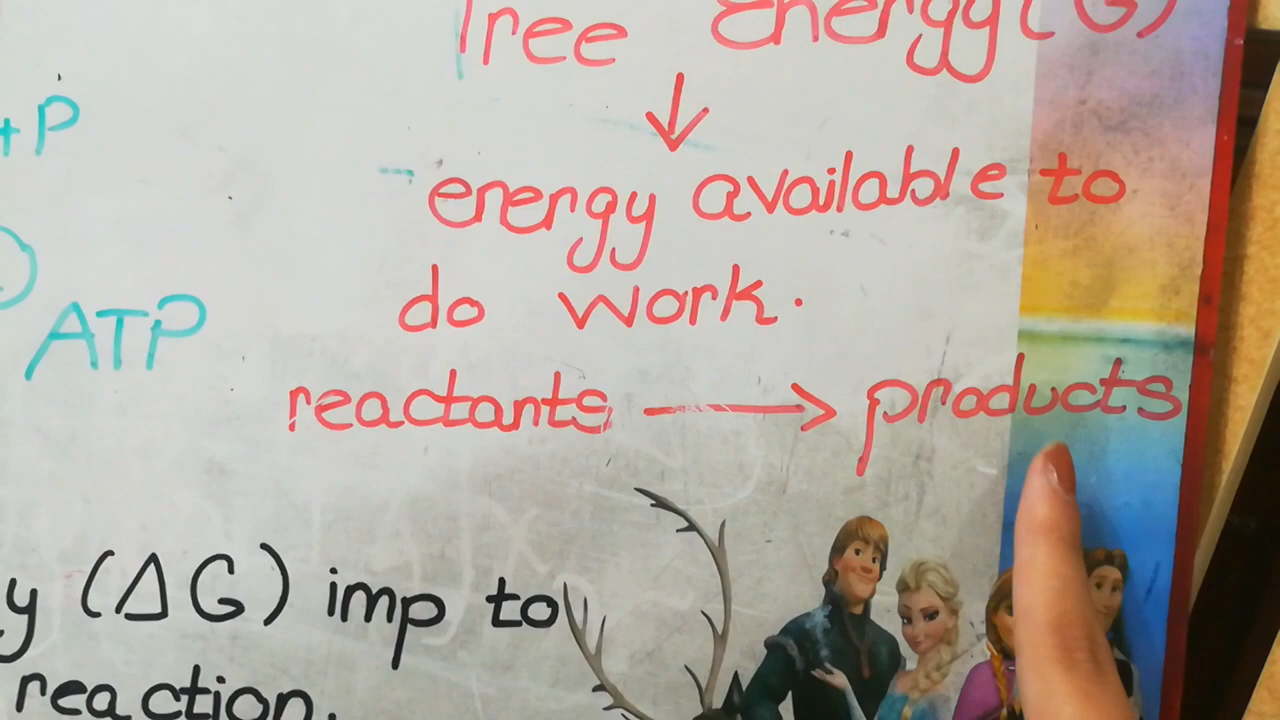 Free Energy (G)
↓
+P
energy available to
do work.
ATP
reactants → products
y (ΔG) imp to
reaction.